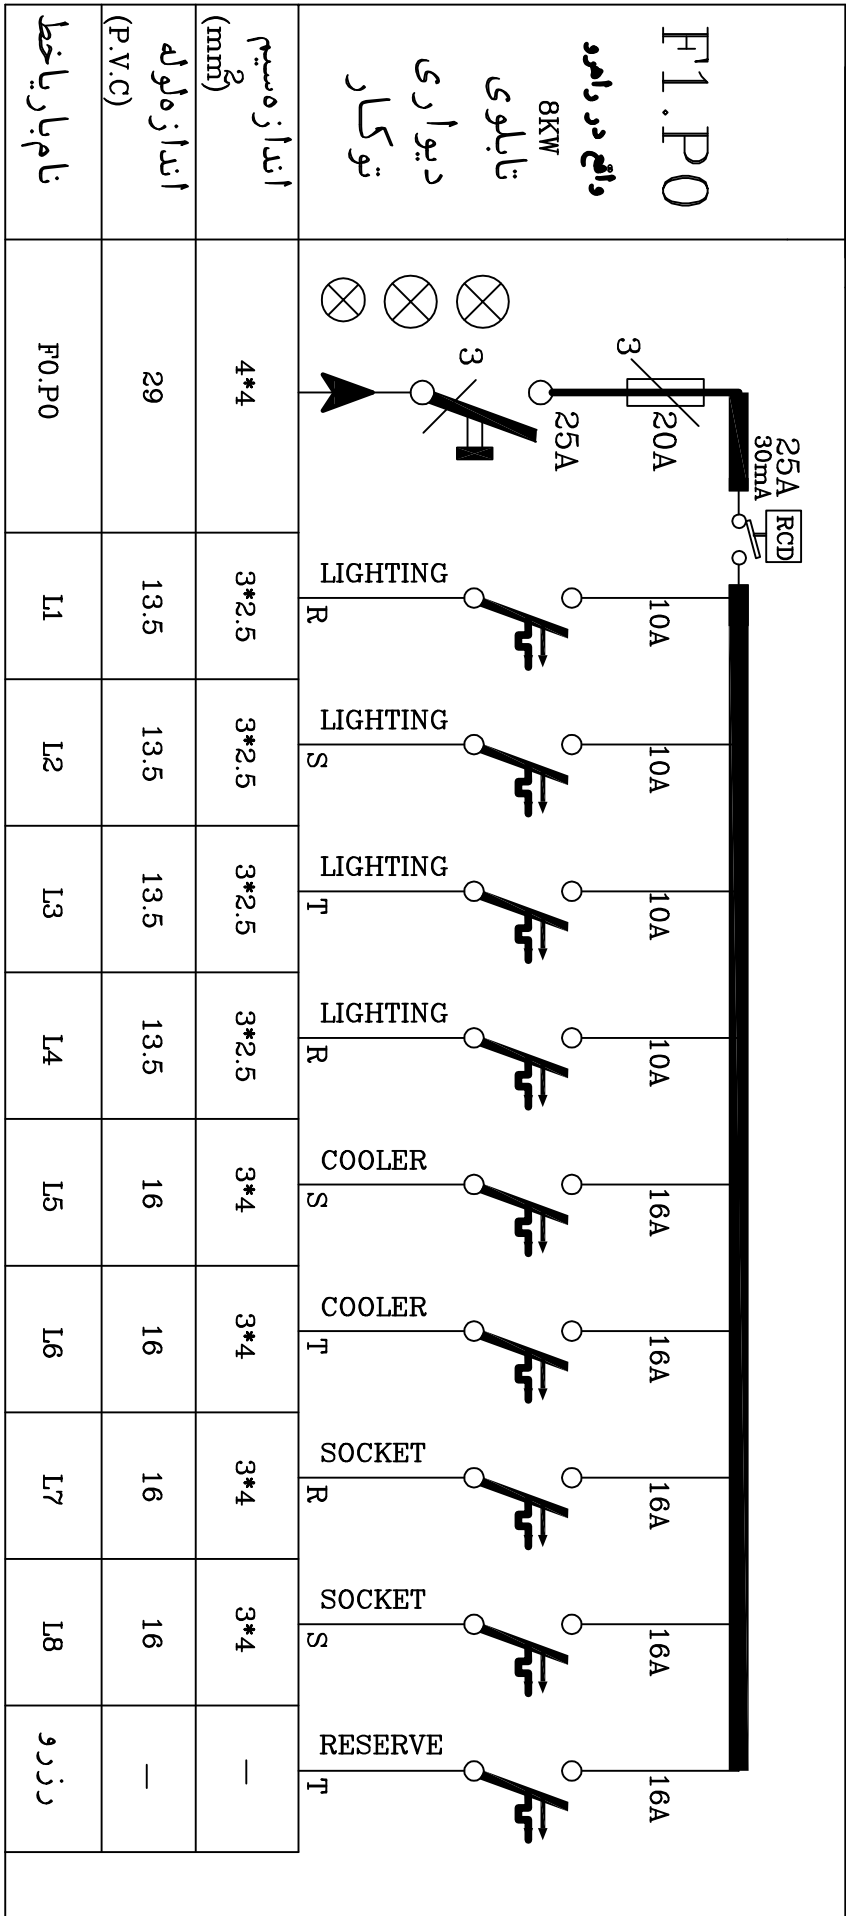 F1.P0
واقع در راهرو
8KW
تابلوی
دیواری
توکار
اندازه سیم
(mm²)
اندازه لوله
(P.V.C)
نام بار یا خط
3
25A
3
20A
25A
30mA
RCD
4*4
29
F0.P0
LIGHTING
R
10A
3*2.5
13.5
L1
LIGHTING
S
10A
3*2.5
13.5
L2
LIGHTING
T
10A
3*2.5
13.5
L3
LIGHTING
R
10A
3*2.5
13.5
L4
COOLER
S
16A
3*4
16
L5
COOLER
T
16A
3*4
16
L6
SOCKET
R
16A
3*4
16
L7
SOCKET
S
16A
3*4
16
L8
RESERVE
T
16A
—
—
رزرو